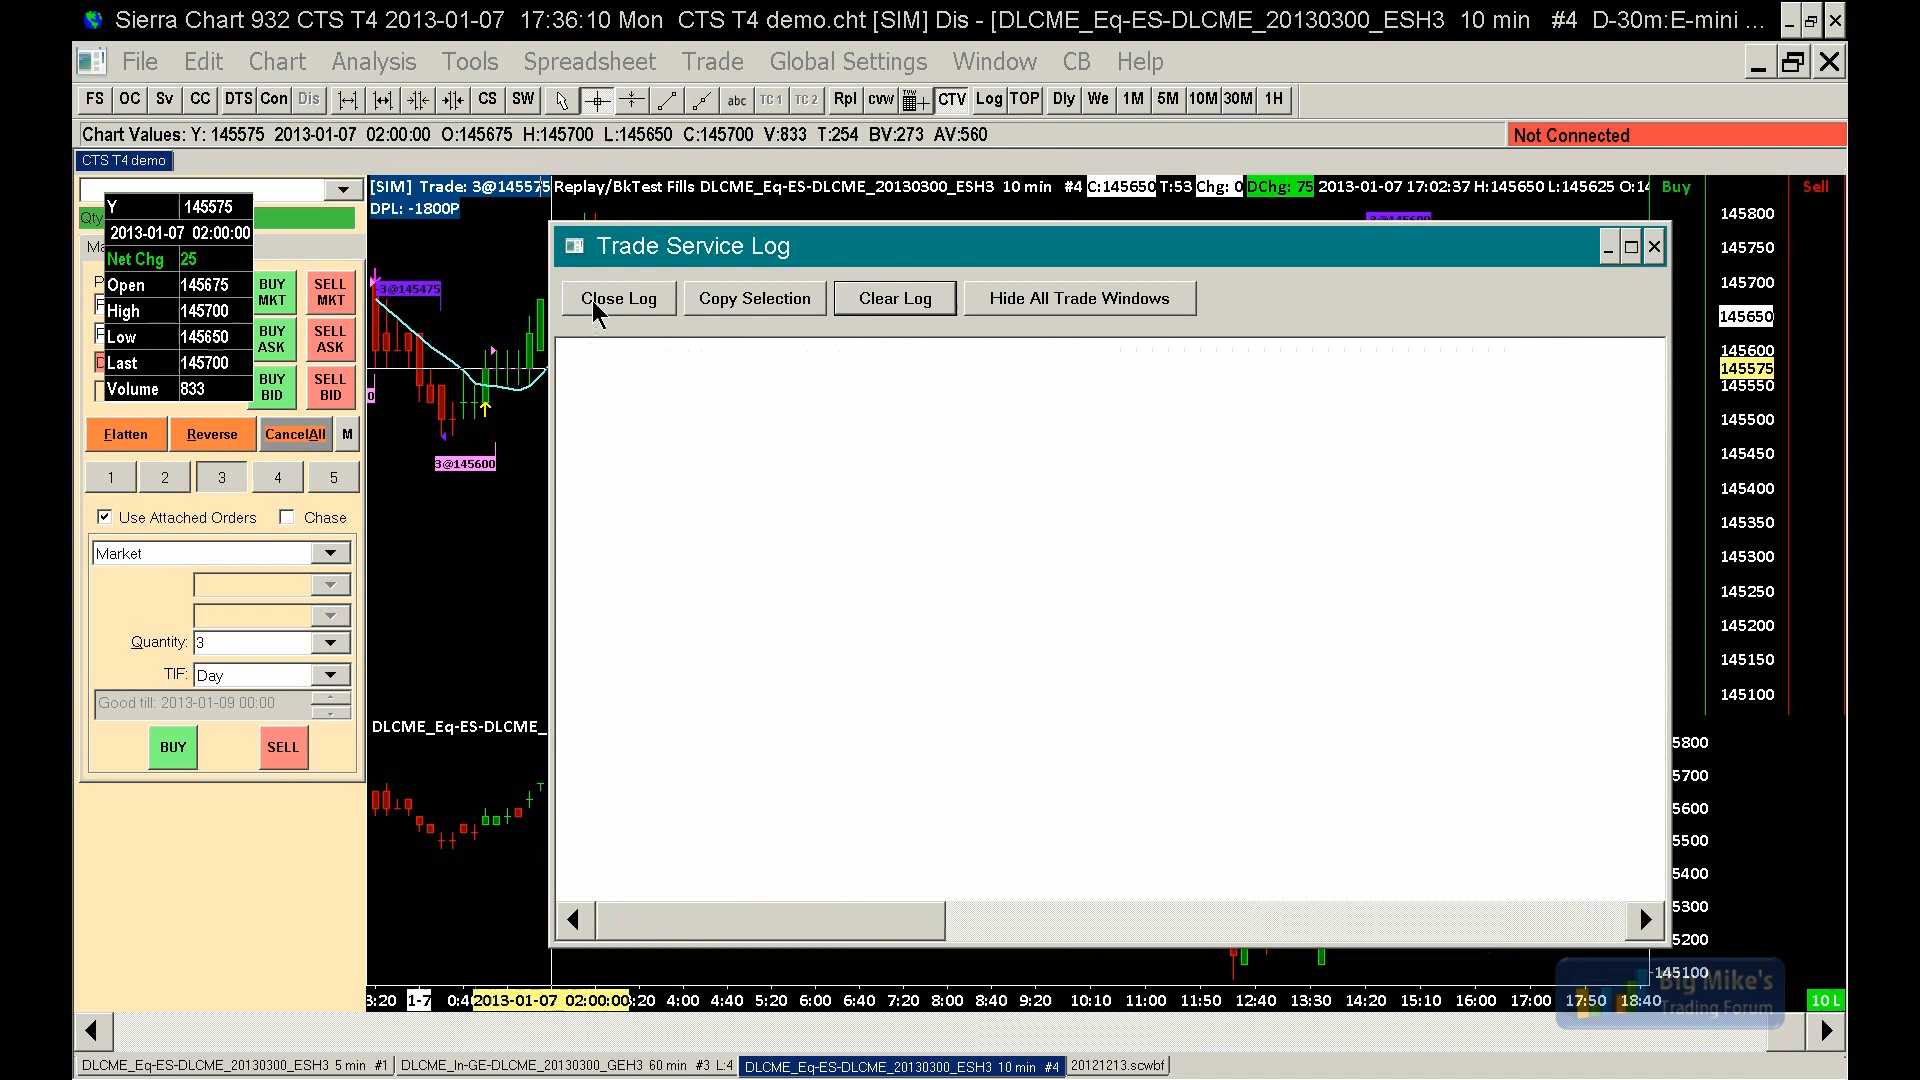 Sierra Chart 932 CTS T4 2013-01-07  17:36:10 Mon  CTS T4 demo.cht [SIM] Dis - [DLCME_Eq-ES-DLCME_20130300_ESH3  10 min  #4  D-30m:E-mini ...
File Edit Chart Analysis Tools Spreadsheet Trade Global Settings Window CB Help
FS OC Sv CC DTS Con Dis CS SW abc TC 1 TC 2 Rpl cvw CTV Log TOP Dly We 1M 5M 10M 30M 1H
Chart Values: Y: 145575  2013-01-07  02:00:00  O:145675  H:145700  L:145650  C:145700  V:833  T:254  BV:273  AV:560
Not Connected
CTS T4 demo
[SIM]  Trade: 3@145575
Replay/BkTest Fills DLCME_Eq-ES-DLCME_20130300_ESH3  10 min  #4 C:145650 T:53 Chg: 0 DChg: 75 2013-01-07 17:02:37 H:145650 L:145625 O:14
Buy
Sell
DPL: -1800P
Y 145575
2013-01-07  02:00:00
Net Chg 25
Open 145675
High 145700
Low 145650
Last 145700
Volume 833
Qty
BUY MKT
SELL MKT
BUY ASK
SELL ASK
BUY BID
SELL BID
Flatten
Reverse
CancelAll
M
1 2 3 4 5
Use Attached Orders
Chase
Market
Quantity: 3
TIF: Day
Good till: 2013-01-09 00:00
BUY
SELL
-3@145475
3@145600
DLCME_Eq-ES-DLCME_
Trade Service Log
Close Log
Copy Selection
Clear Log
Hide All Trade Windows
145800
145750
145700
145650
145600
145575
145550
145500
145450
145400
145350
145300
145250
145200
145150
145100
5800
5700
5600
5500
5400
5300
5200
145100
Big Mike's
Trading Forum
3:20 1-7 0:4 2013-01-07  02:00:00 3:20 4:00 4:40 5:20 6:00 6:40 7:20 8:00 8:40 9:20 10:10 11:00 11:50 12:40 13:30 14:20 15:10 16:00 17:00 17:50 18:40
10 L
DLCME_Eq-ES-DLCME_20130300_ESH3  5 min  #1
DLCME_In-GE-DLCME_20130300_GEH3  60 min  #3 L:4
DLCME_Eq-ES-DLCME_20130300_ESH3 10 min  #4
20121213.scwbf